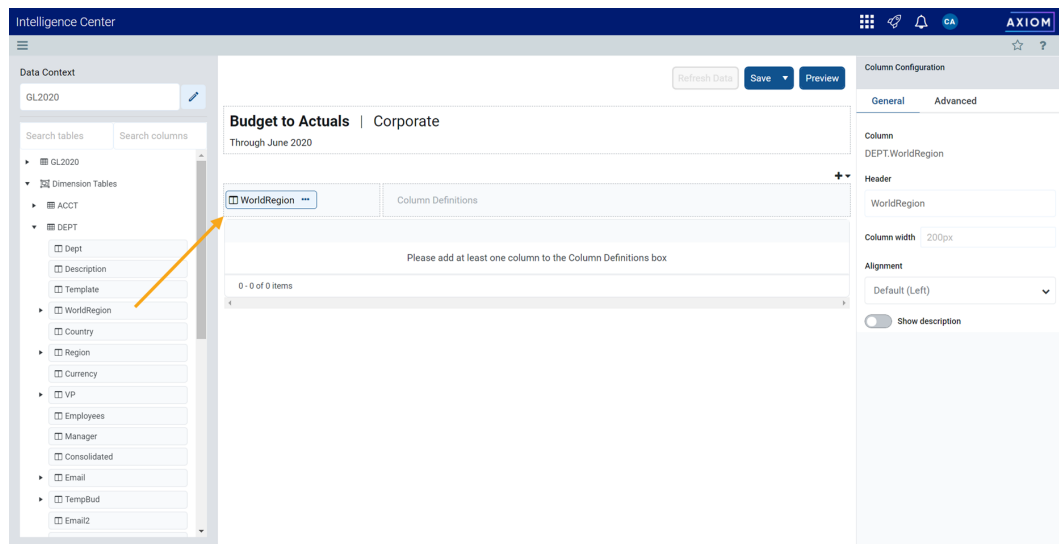 Intelligence Center
CA
AXIOM
?
Data Context
GL2020
Search tables Search columns
GL2020
Dimension Tables
ACCT
DEPT
Dept
Description
Template
WorldRegion
Country
Region
Currency
VP
Employees
Manager
Consolidated
Email
TempBud
Email2
Refresh Data Save Preview
Budget to Actuals | Corporate
Through June 2020
WorldRegion ••• Column Definitions
Please add at least one column to the Column Definitions box
0 - 0 of 0 items
Column Configuration
General Advanced
Column
DEPT.WorldRegion
Header
WorldRegion
Column width 200px
Alignment
Default (Left)
Show description